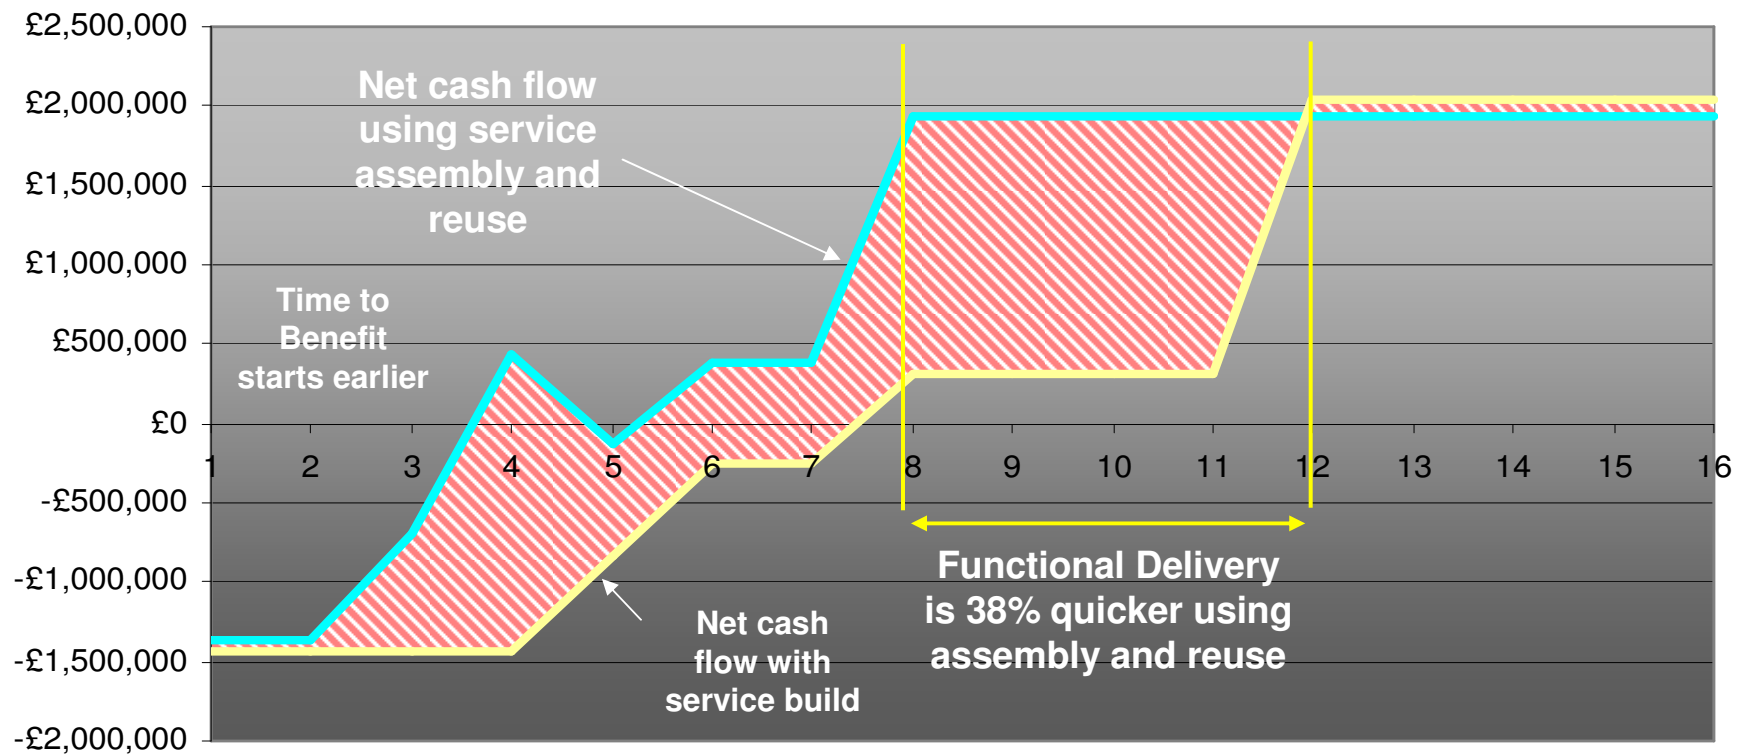 £2,500,000
£2,000,000
£1,500,000
£1,000,000
£500,000
£0
-£500,000
-£1,000,000
-£1,500,000
-£2,000,000
Net cash flow
using service
assembly and
reuse
Time to
Benefit
starts earlier
1 2 3 4 5 6 7 8 9 10 11 12 13 14 15 16
Functional Delivery
is 38% quicker using
assembly and reuse
Net cash
flow with
service build